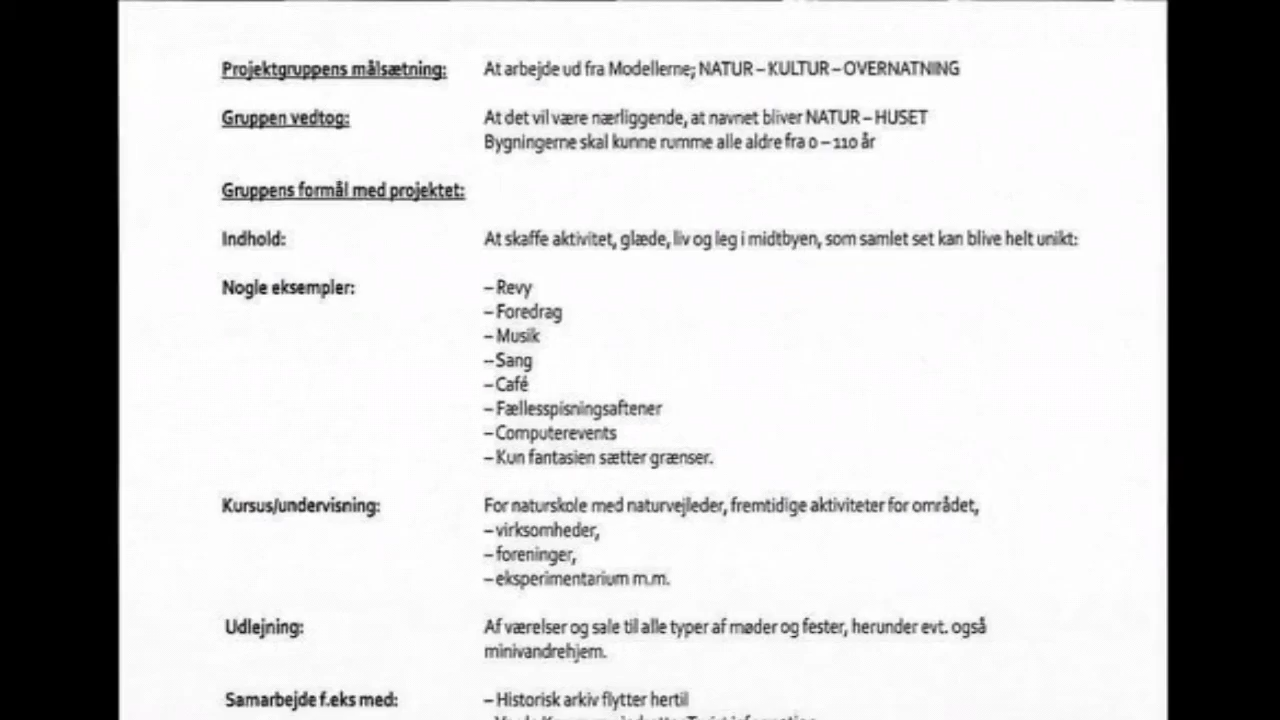 Projektgruppens målsætning: At arbejde ud fra Modellerne; NATUR – KULTUR – OVERNATNING
Gruppen vedtog: At det vil være nærliggende, at navnet bliver NATUR – HUSET
Bygningerne skal kunne rumme alle aldre fra 0 – 110 år
Gruppens formål med projektet:
Indhold: At skaffe aktivitet, glæde, liv og leg i midtbyen, som samlet set kan blive helt unikt:
Nogle eksempler: – Revy
– Foredrag
– Musik
– Sang
– Café
– Fællesspisningsaftener
– Computerevents
– Kun fantasien sætter grænser.
Kursus/undervisning: For naturskole med naturvejleder, fremtidige aktiviteter for området,
– virksomheder,
– foreninger,
– eksperimentarium m.m.
Udlejning: Af værelser og sale til alle typer af møder og fester, herunder evt. også
minivandrehjem.
Samarbejde f.eks med: – Historisk arkiv flytter hertil